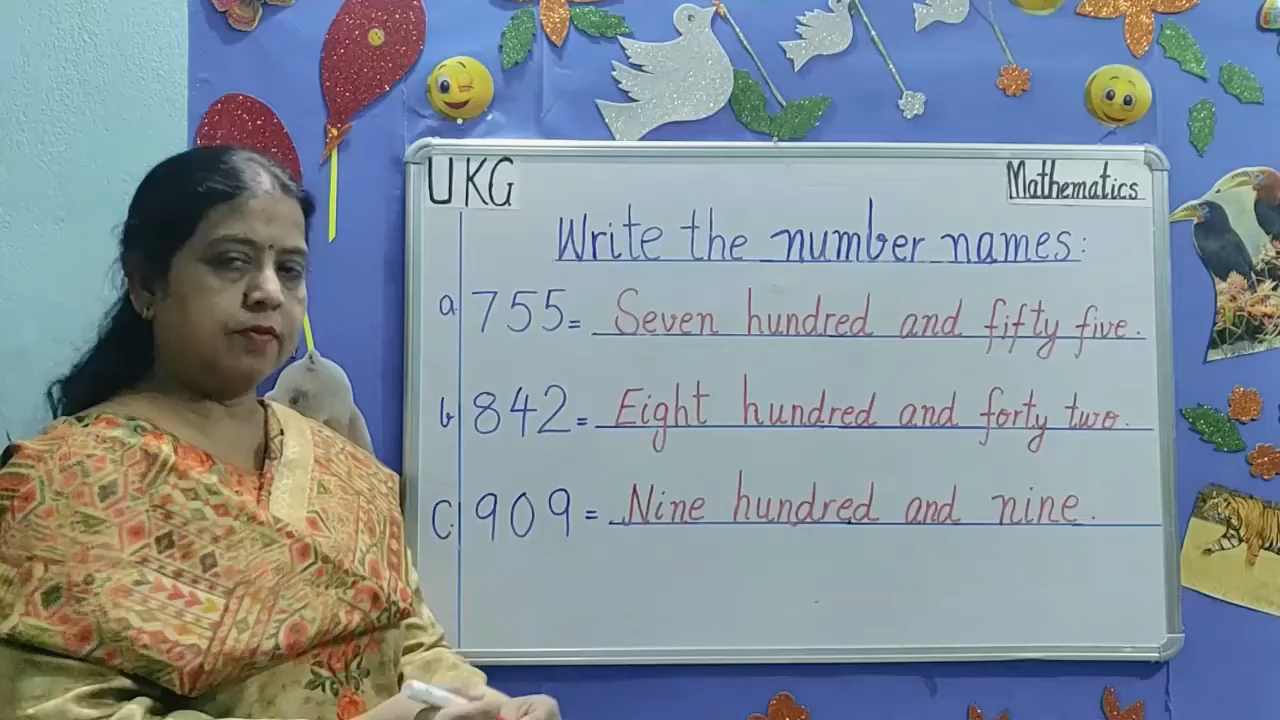 UKG
Mathematics
Write the number names:
a 755 = Seven hundred and fifty five.
b 842 = Eight hundred and forty two.
c 909 = Nine hundred and nine.